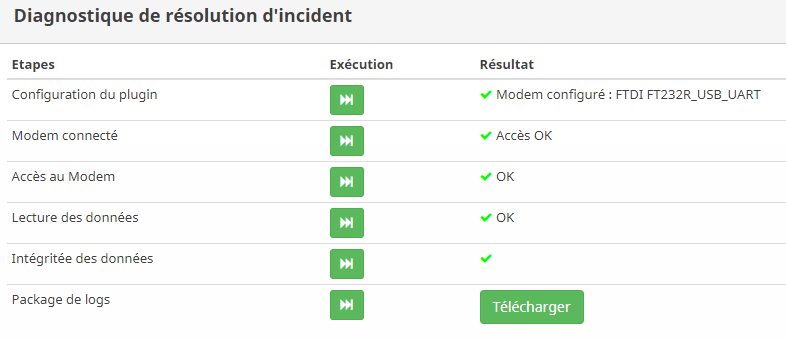 Diagnostique de résolution d'incident
Etapes Exécution Résultat
Configuration du plugin Modem configuré : FTDI FT232R_USB_UART
Modem connecté Accès OK
Accès au Modem OK
Lecture des données OK
Intégritée des données
Package de logs Télécharger